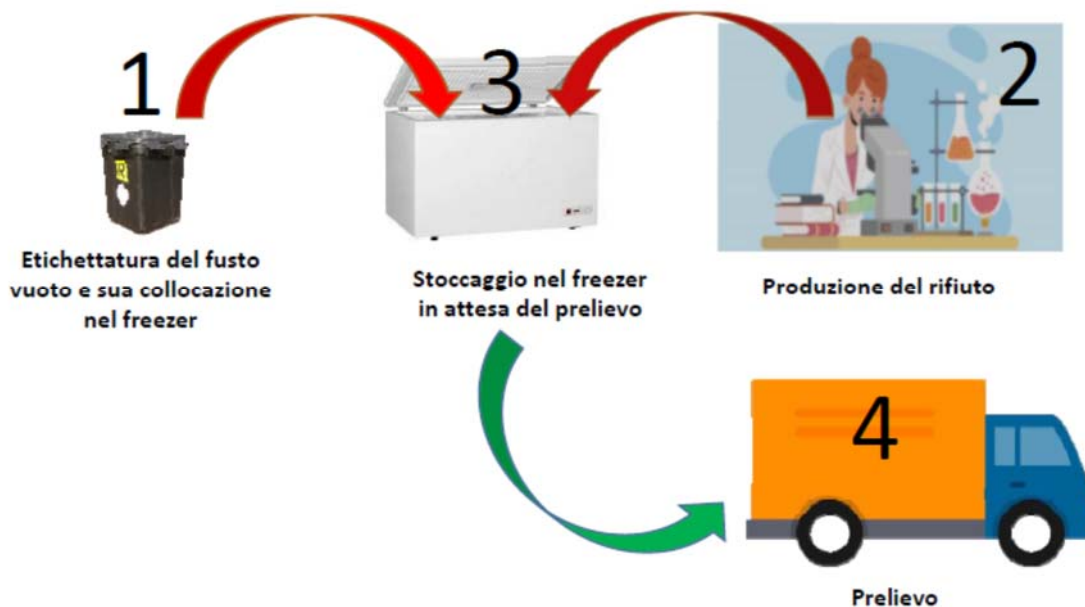 1
Etichettatura del fusto
vuoto e sua collocazione
nel freezer
3
Stoccaggio nel freezer
in attesa del prelievo
2
Produzione del rifiuto
4
Prelievo
R